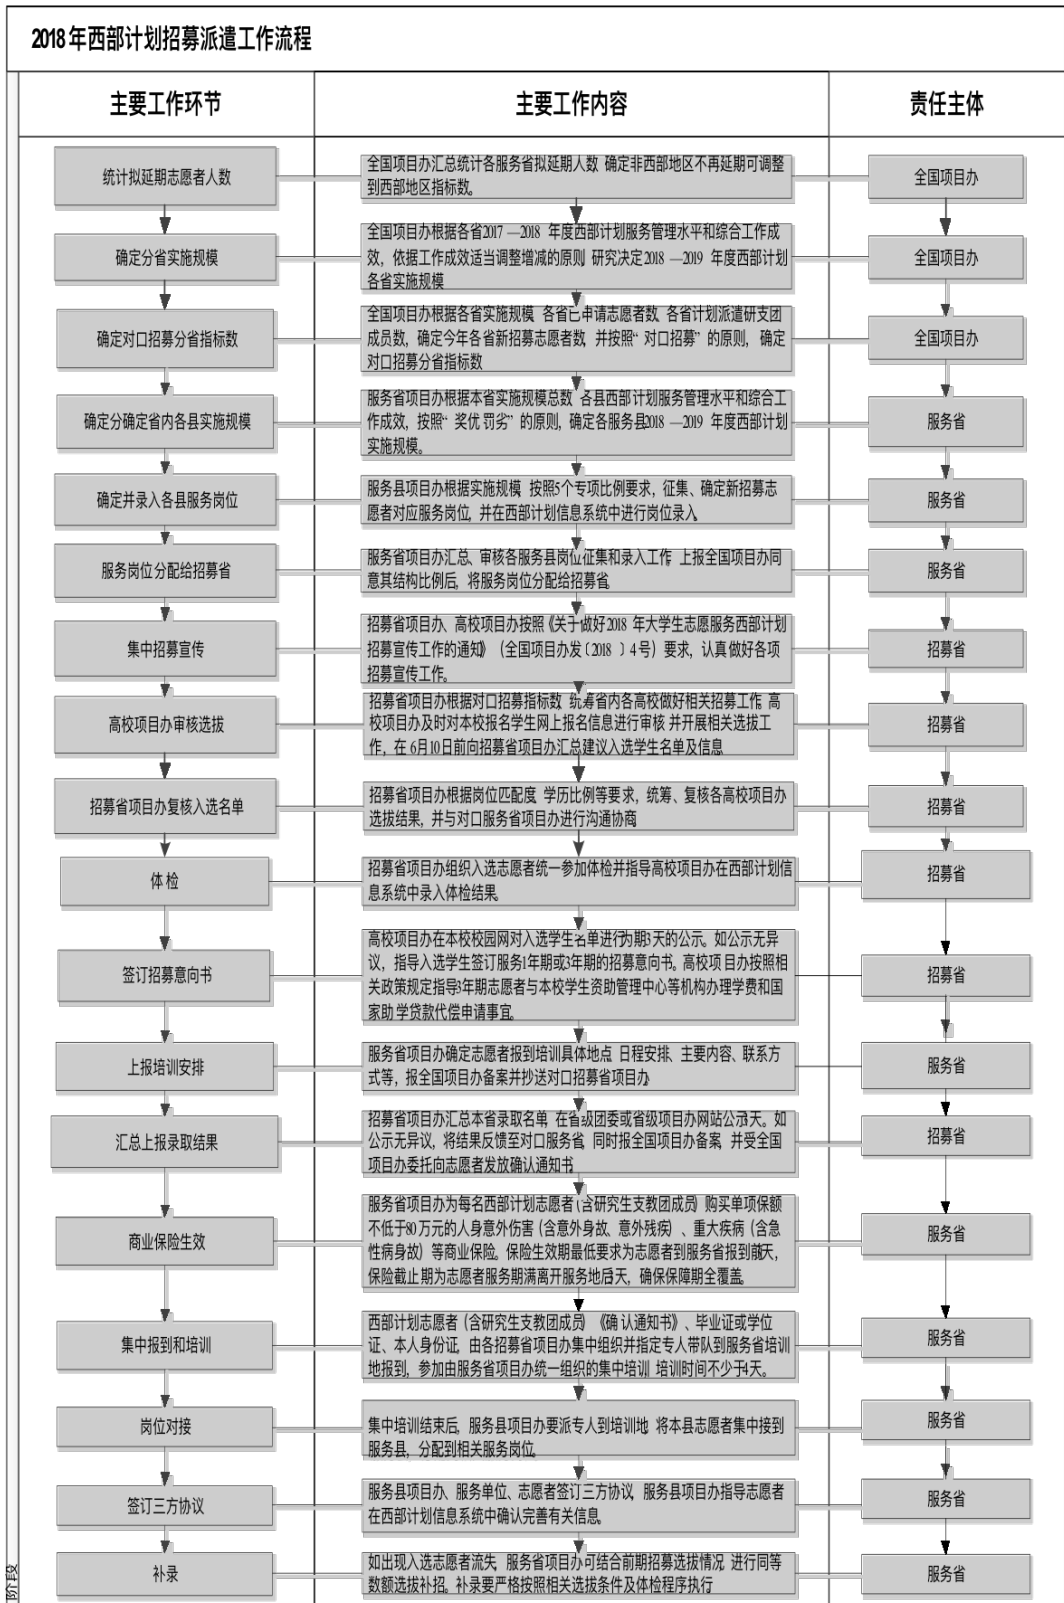 2018年西部计划招募派遣工作流程
主要工作环节
主要工作内容
责任主体
统计拟延期志愿者人数
全国项目办汇总统计各服务省拟延期人数 确定非西部地区不再延期可调整
到西部地区指标数。
全国项目办
确定分省实施规模
全国项目办根据各省2017 —2018 年度西部计划服务管理水平和综合工作成
效，依据工作成效适当调整增减的原则 研究决定2018 —2019 年度西部计划
各省实施规模
全国项目办
确定对口招募分省指标数
全国项目办根据各省实施规模 各省已申请志愿者数 各省计划派遣研支团
成员数，确定今年各省新招募志愿者数 并按照“ 对口招募” 的原则，确定
对口招募分省指标数
全国项目办
确定分确定省内各县实施规模
服务省项目办根据本省实施规模总数 各县西部计划服务管理水平和综合工
作成效，按照“ 奖优 罚劣” 的原则，确定各服务县2018 —2019 年度西部计划
实施规模。
服务省
确定并录入各县服务岗位
服务县项目办根据实施规模 按照5个专项比例要求，征集、确定新招募志
愿者对应服务岗位，并在西部计划信息系统中进行岗位录入
服务省
服务岗位分配给招募省
服务省项目办汇总、审核各服务县岗位征集和录入工作 上报全国项目办同
意其结构比例后，将服务岗位分配给招募省
服务省
集中招募宣传
招募省项目办、高校项目办按照《关于做好2018 年大学生志愿服务西部计划
招募宣传工作的通知》（全国项目办发〔2018 〕4 号）要求，认真做好各项
招募宣传工作。
招募省
高校项目办审核选拔
招募省项目办根据对口招募指标数 统筹省内各高校做好相关招募工作 高
校项目办及时对本校报名学生网上报名信息进行审核 并开展相关选拔工
作，在 6月10日前向招募省项目办汇总建议入选学生名单及信息
招募省
招募省项目办复核入选名单
招募省项目办根据岗位匹配度 学历比例等要求，统筹、复核各高校项目办
选拔结果，并与对口服务省项目办进行沟通协商
招募省
体 检
招募省项目办组织入选志愿者统一参加体检并指导高校项目办在西部计划信
息系统中录入体检结果。
招募省
签订招募意向书
高校项目办在本校校园网对入选学生名单进行为期3天的公示。如公示无异
议，指导入选学生签订服务1年期或3年期的招募意向书。高校项 目办按照相
关政策规定指导3年期志愿者与本校学生资助管理中心等机构办理学费和国
家助 学贷款代偿申请事宜
招募省
上报培训安排
服务省项目办确定志愿者报到培训具体地点 日程安排、主要内容、联系方
式等，报全国项目办备案并抄送对口招募省项目办
服务省
汇总上报录取结果
招募省项目办汇总本省录取名单 在省级团委或省级项目办网站公示3天。如
公示无异议，将结果反馈至对口服务省 同时报全国项目办备案 并受全国
项目办委托向志愿者发放确认通知书
招募省
商业保险生效
服务省项目办为每名西部计划志愿者（含研究生支教团成员）购买单项保额
不低于80万元的人身意外伤害（含意外身故、意外残疾）、重大疾病（含急
性病身故）等商业保险。保险生效期最低要求为志愿者到服务省报到前天，
保险截止期为志愿者服务期满离开服务地后天，确保保障期全覆盖。
服务省
集中报到和培训
西部计划志愿者（含研究生支教团成员）《确认通知书》、毕业证或学位
证、本人身份证，由各招募省项目办集中组织并指定专人带队到服务省培训
地报到，参加由服务省项目办统一组织的集中培训 培训时间不少于4天。
服务省
岗位对接
集中培训结束后，服务县项目办要派专人到培训地 将本县志愿者集中接到
服务县，分配到相关服务岗位
服务省
签订三方协议
服务县项目办、服务单位、志愿者签订三方协议 服务县项目办指导志愿者
在西部计划信息系统中确认完善有关信息
服务省
补录
如出现入选志愿者流失 服务省项目办可结合前期招募选拔情况 进行同等
数额选拔补招。补录要严格按照相关选拔条件及体检程序执行
服务省
阶段